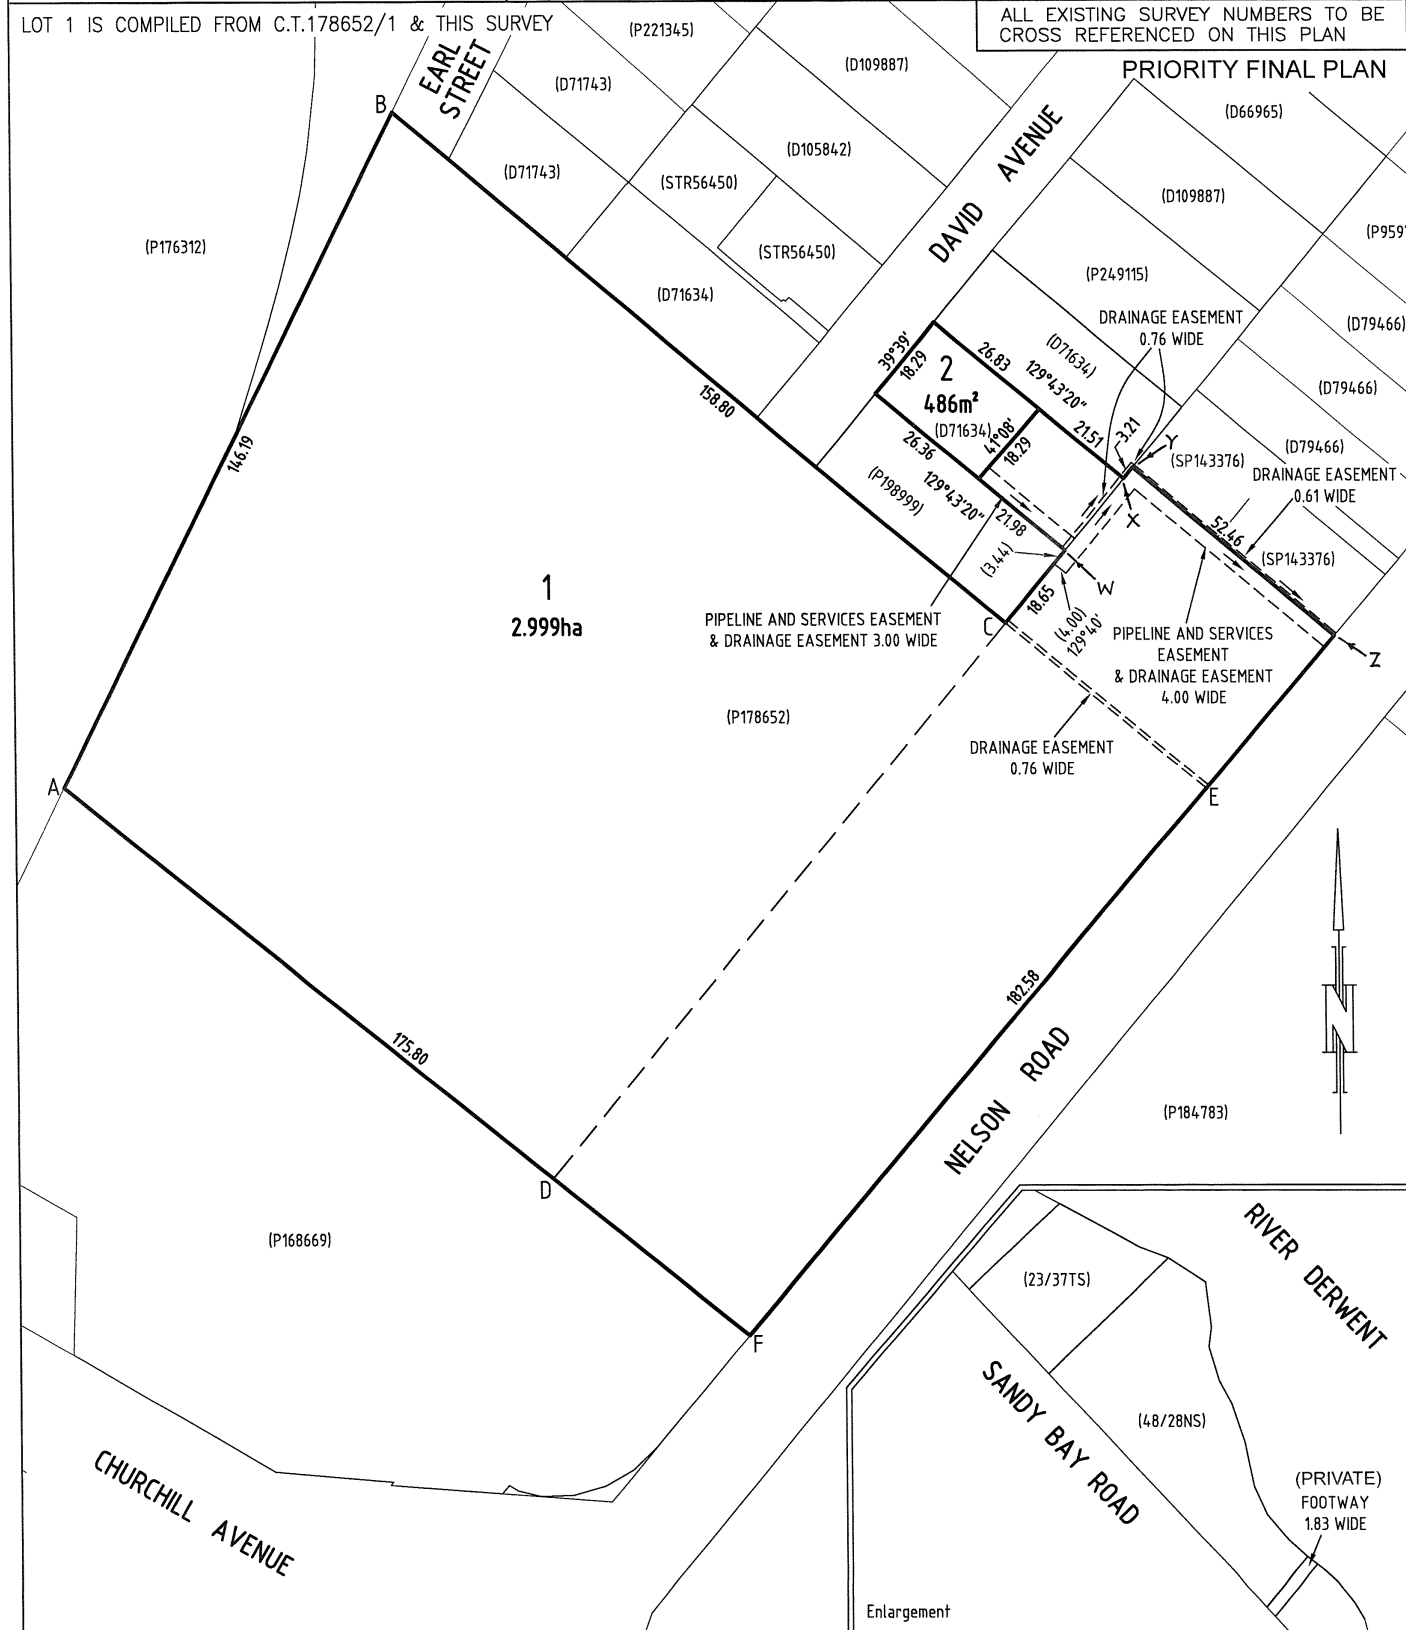 LOT 1 IS COMPILED FROM C.T.178652/1 & THIS SURVEY
ALL EXISTING SURVEY NUMBERS TO BE
CROSS REFERENCED ON THIS PLAN
PRIORITY FINAL PLAN
EARL
STREET
(P221345)
(D109887)
(D71743)
(D66965)
B
(D105842)
(D71743)
(STR56450)
DAVID AVENUE
(D109887)
(P176312)
(STR56450)
(P959
(P249115)
(D71634)
DRAINAGE EASEMENT
0.76 WIDE
(D79466)
39°39'
18.29
26.83
129°43'20"
(D71634)
2
486m²
(D71634)
(D79466)
158.80
21.51
3.21
Y
41°08'
18.29
26.36
129°43'20"
(D79466)
(SP143376)
DRAINAGE EASEMENT
0.61 WIDE
146.19
(P198999)
21.98
X
52.46
(3.44)
(SP143376)
1
2.999ha
W
18.65
(4.00)
129°40'
PIPELINE AND SERVICES EASEMENT
& DRAINAGE EASEMENT 3.00 WIDE
C
PIPELINE AND SERVICES
EASEMENT
& DRAINAGE EASEMENT
4.00 WIDE
Z
(P178652)
DRAINAGE EASEMENT
0.76 WIDE
A
E
182.58
175.80
N
NELSON ROAD
(P184783)
D
(P168669)
F
RIVER DERWENT
(23/37TS)
SANDY BAY ROAD
(48/28NS)
CHURCHILL AVENUE
(PRIVATE)
FOOTWAY
1.83 WIDE
Enlargement